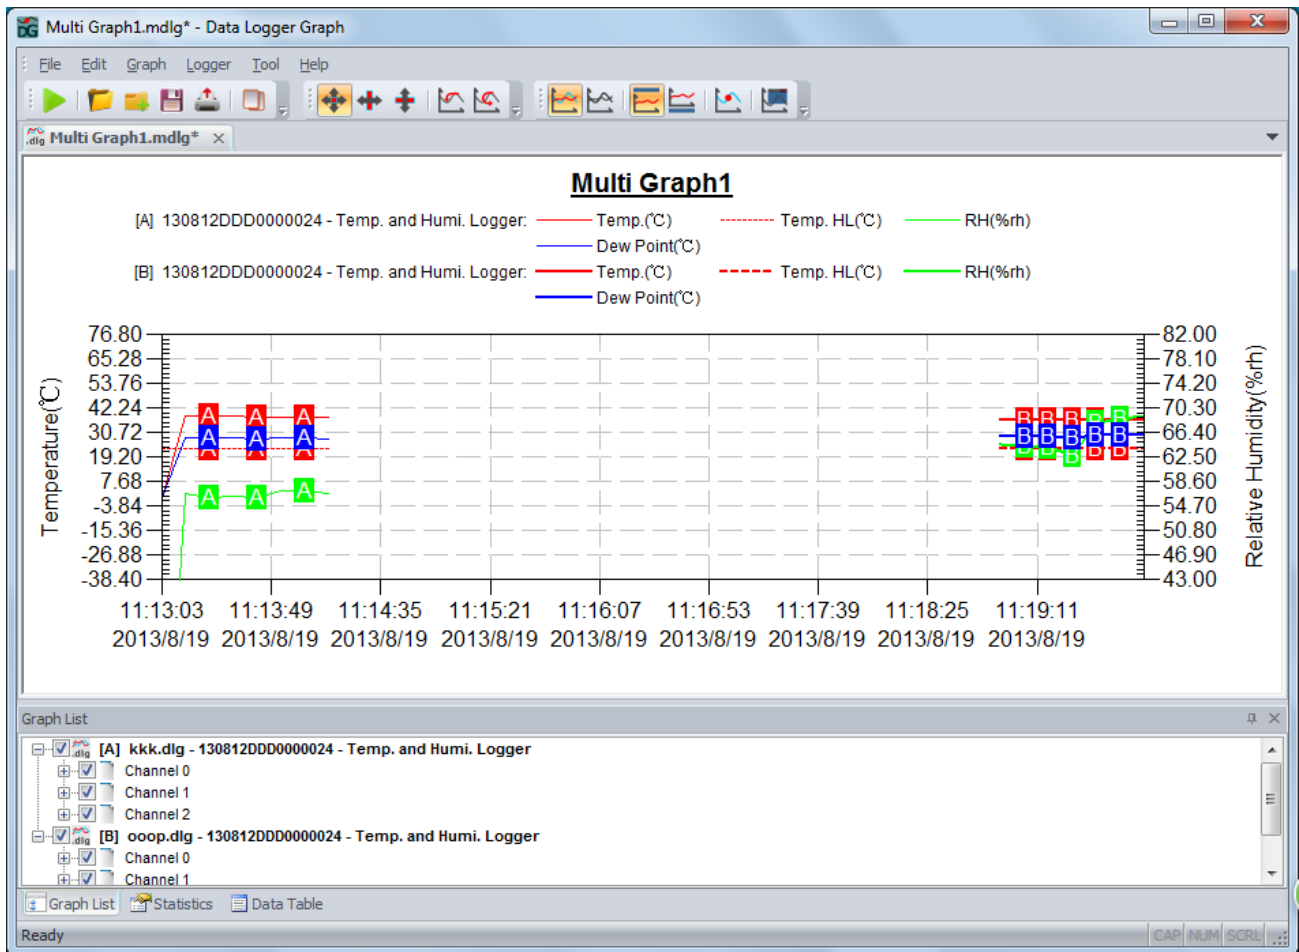 Multi Graph1.mdlg* - Data Logger Graph
File Edit Graph Logger Tool Help
.dlg Multi Graph1.mdlg*
Multi Graph1
[A] 130812DDD0000024 - Temp. and Humi. Logger: Temp.(℃) Temp. HL(℃) RH(%rh)
Dew Point(℃)
[B] 130812DDD0000024 - Temp. and Humi. Logger: Temp.(℃) Temp. HL(℃) RH(%rh)
Dew Point(℃)
Temperature(℃)
76.80
65.28
53.76
42.24
30.72
19.20
7.68
-3.84
-15.36
-26.88
-38.40
A A A
A A A
A A A
A A A
B B B B B
B B B B B
B B B B B
82.00
78.10
74.20
70.30
66.40
62.50
58.60
54.70
50.80
46.90
43.00
Relative Humidity(%rh)
11:13:03 11:13:49 11:14:35 11:15:21 11:16:07 11:16:53 11:17:39 11:18:25 11:19:11
2013/8/19 2013/8/19 2013/8/19 2013/8/19 2013/8/19 2013/8/19 2013/8/19 2013/8/19 2013/8/19
Graph List
.dlg [A] kkk.dlg - 130812DDD0000024 - Temp. and Humi. Logger
Channel 0
Channel 1
Channel 2
.dlg [B] ooop.dlg - 130812DDD0000024 - Temp. and Humi. Logger
Channel 0
Channel 1
Graph List Statistics Data Table
Ready CAP NUM SCRL